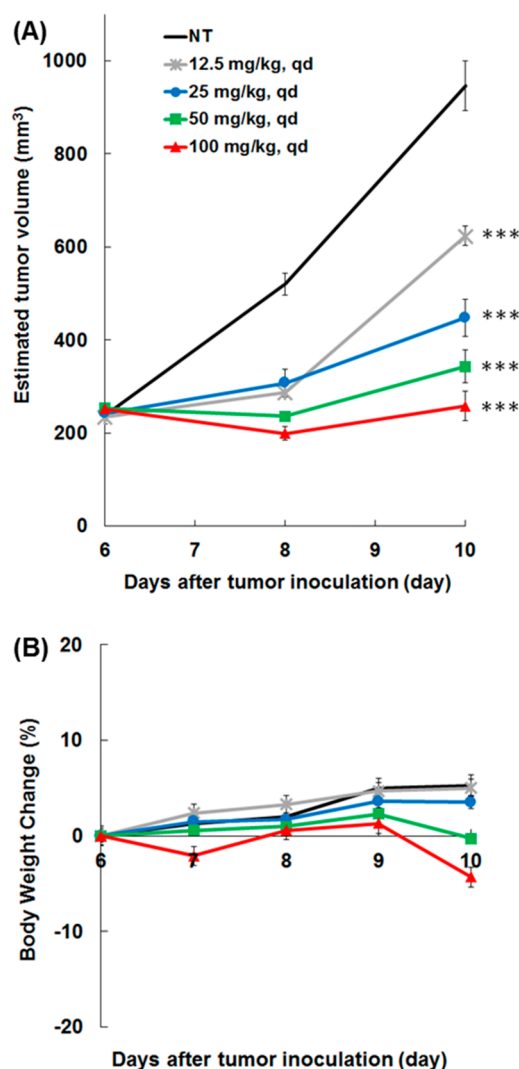 (A)
NT
12.5 mg/kg, qd
25 mg/kg, qd
50 mg/kg, qd
100 mg/kg, qd
Estimated tumor volume (mm³)
1000
800
600
400
200
0
***
***
***
***
6 7 8 9 10
Days after tumor inoculation (day)
(B)
Body Weight Change (%)
20
10
0
-10
-20
6 7 8 9 10
Days after tumor inoculation (day)